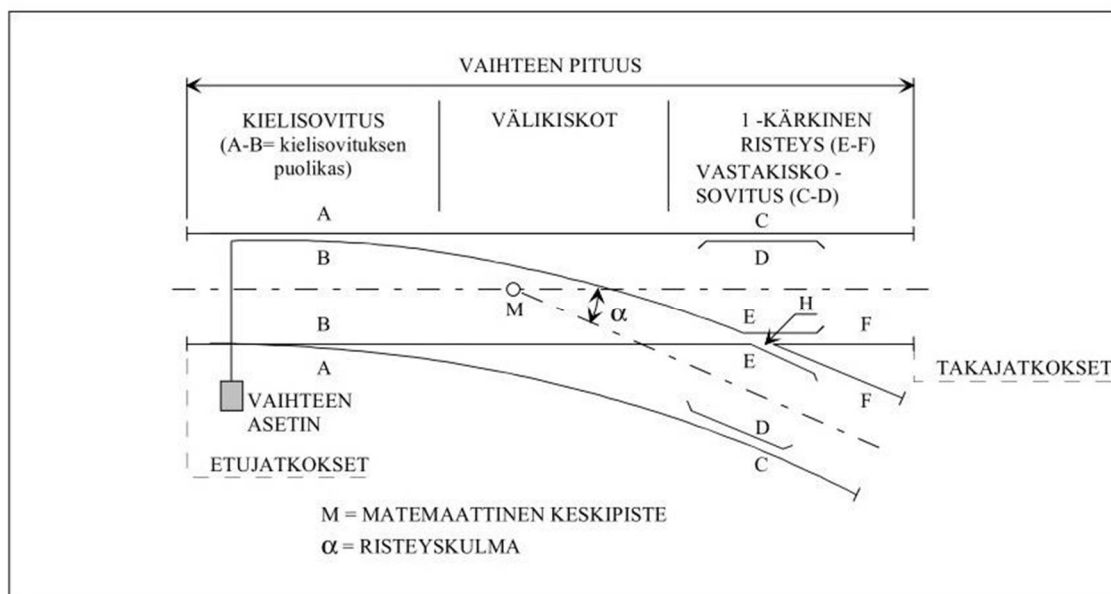 VAIHTEEN PITUUS
KIELISOVITUS
(A-B= kielisovituksen
puolikas)
VÄLIKISKOT
1 -KÄRKINEN
RISTEYS (E-F)
VASTAKISKO -
SOVITUS (C-D)
A
C
B
D
M
α
H
B
E
F
A
E
F
TAKAJATKOKSET
VAIHTEEN
ASETIN
D
C
ETUJATKOKSET
M = MATEMAATTINEN KESKIPISTE
α = RISTEYSKULMA